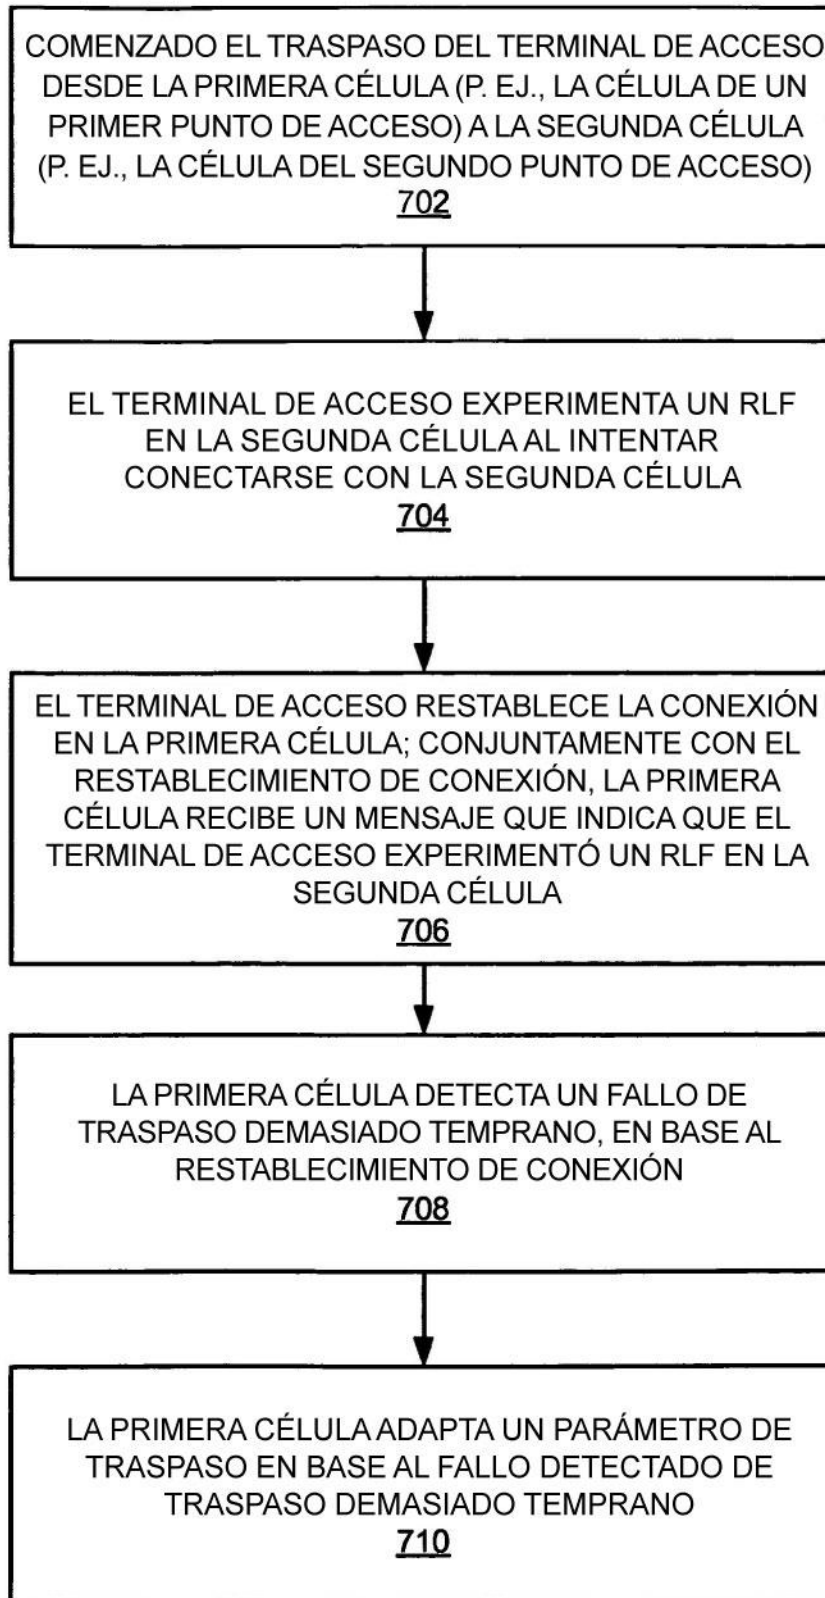 COMENZADO EL TRASPASO DEL TERMINAL DE ACCESO
DESDE LA PRIMERA CÉLULA (P. EJ., LA CÉLULA DE UN
PRIMER PUNTO DE ACCESO) A LA SEGUNDA CÉLULA
(P. EJ., LA CÉLULA DEL SEGUNDO PUNTO DE ACCESO)
702
EL TERMINAL DE ACCESO EXPERIMENTA UN RLF
EN LA SEGUNDA CÉLULA AL INTENTAR
CONECTARSE CON LA SEGUNDA CÉLULA
704
EL TERMINAL DE ACCESO RESTABLECE LA CONEXIÓN
EN LA PRIMERA CÉLULA; CONJUNTAMENTE CON EL
RESTABLECIMIENTO DE CONEXIÓN, LA PRIMERA
CÉLULA RECIBE UN MENSAJE QUE INDICA QUE EL
TERMINAL DE ACCESO EXPERIMENTÓ UN RLF EN LA
SEGUNDA CÉLULA
706
LA PRIMERA CÉLULA DETECTA UN FALLO DE
TRASPASO DEMASIADO TEMPRANO, EN BASE AL
RESTABLECIMIENTO DE CONEXIÓN
708
LA PRIMERA CÉLULA ADAPTA UN PARÁMETRO DE
TRASPASO EN BASE AL FALLO DETECTADO DE
TRASPASO DEMASIADO TEMPRANO
710